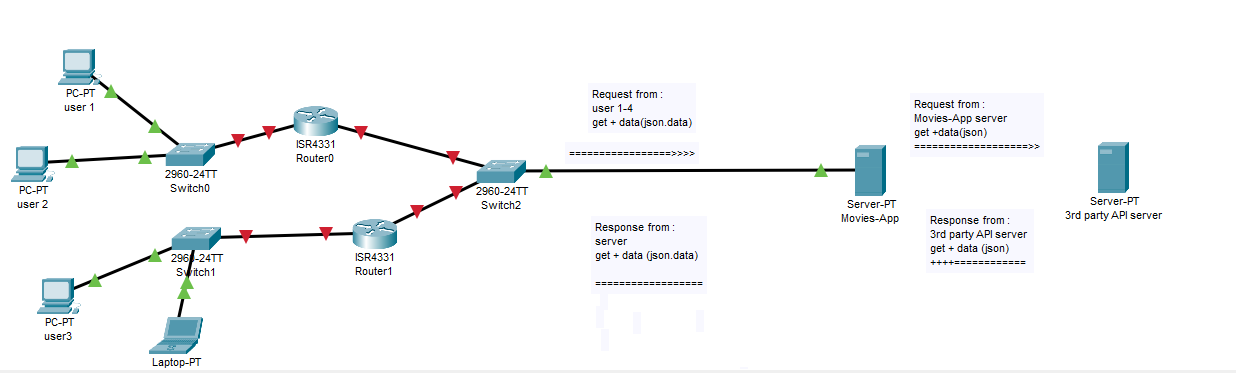 PC-PT
user 1
PC-PT
user 2
2960-24TT
Switch0
ISR4331
Router0
2960-24TT
Switch1
ISR4331
Router1
PC-PT
user3
Laptop-PT
2960-24TT
Switch2
Request from :
user 1-4
get + data(json.data)
=================>>>>
Response from :
server
get + data (json.data)
==================
Server-PT
Movies-App
Request from :
Movies-App server
get +data(json)
===================>>
Response from :
3rd party API server
get + data (json)
++++============
Server-PT
3rd party API server